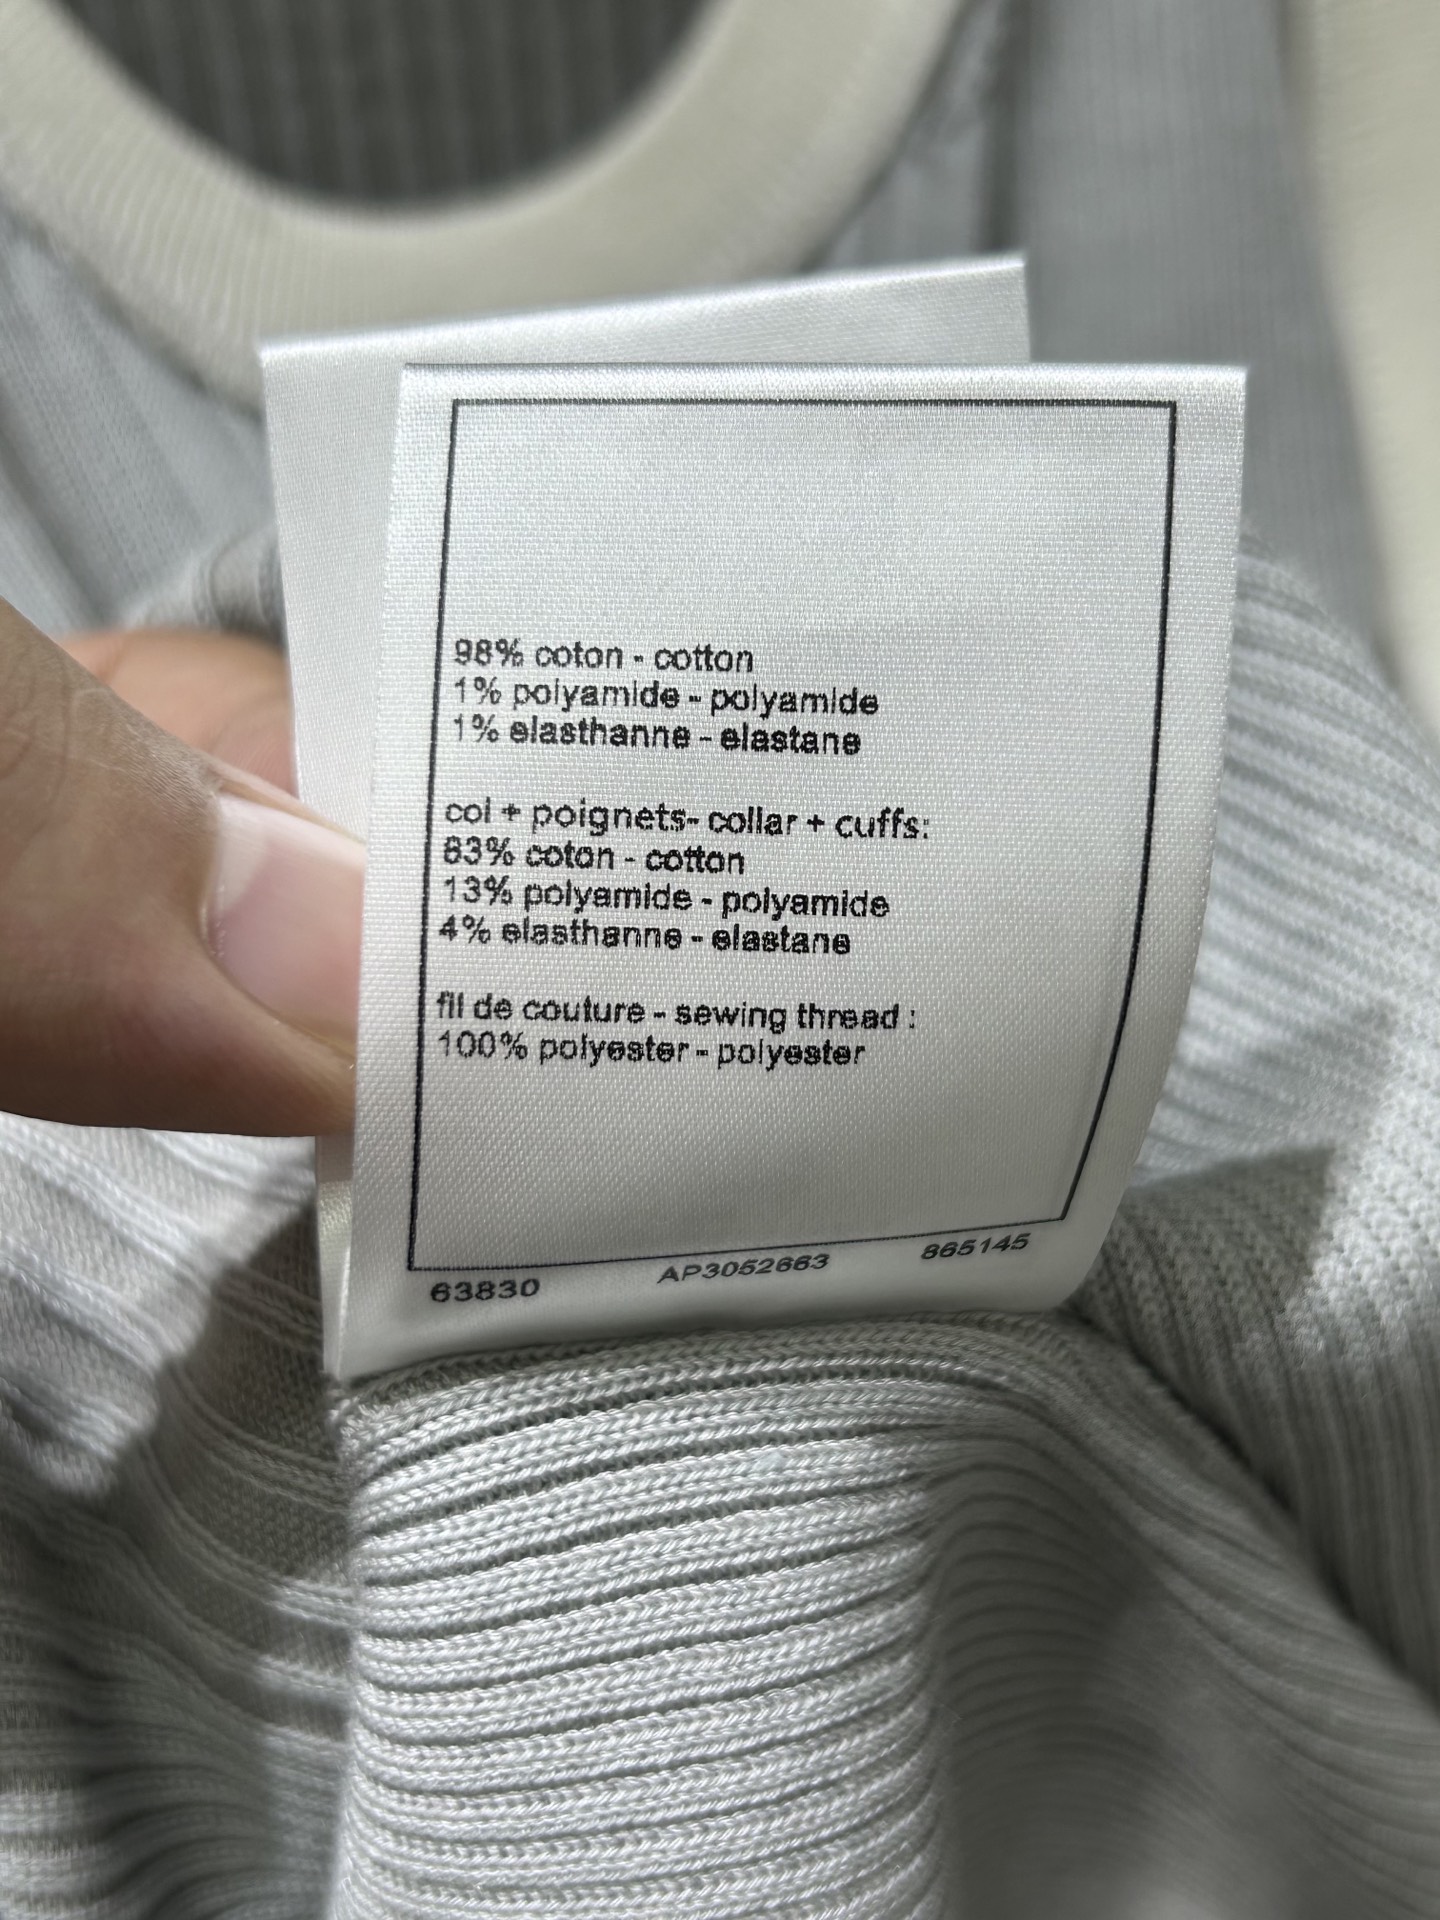 98% coton - cotton
1% polyamide - polyamide
1% elasthanne - elastane
col + poignets- collar + cuffs:
83% coton - cotton
13% polyamide - polyamide
4% elasthanne - elastane
fil de couture - sewing thread :
100% polyester - polyester
63830 AP3052663 865145